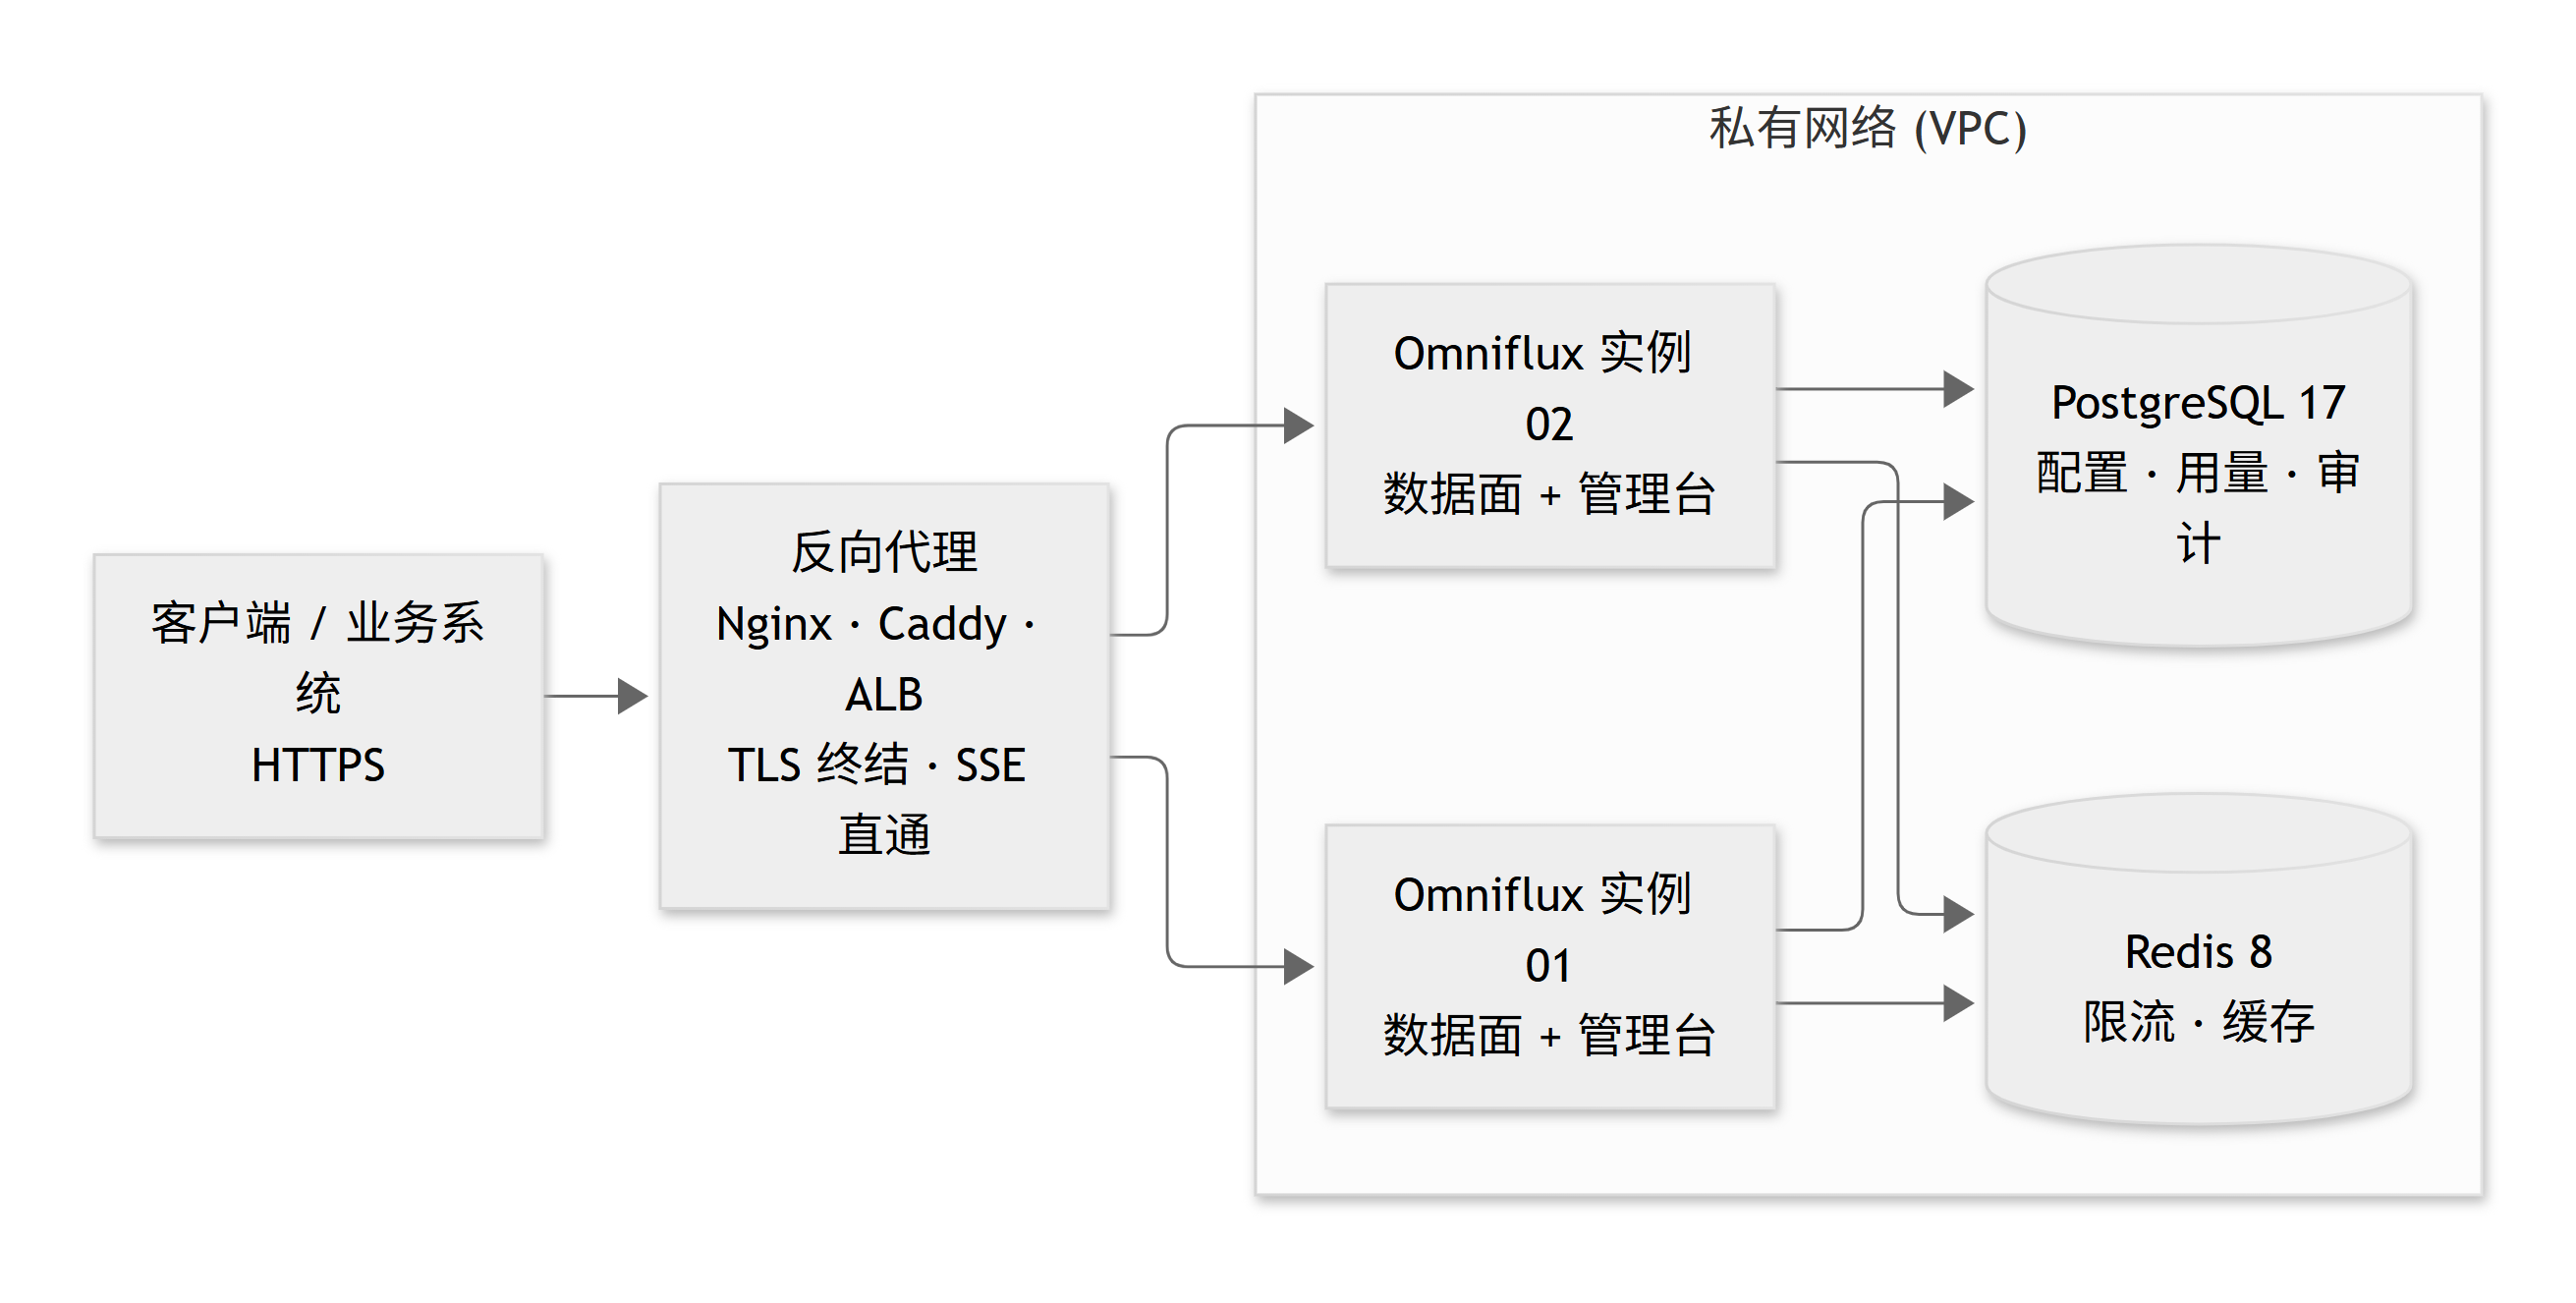 私有网络 (VPC)
客户端 / 业务系
统
HTTPS
反向代理
Nginx · Caddy ·
ALB
TLS 终结 · SSE
直通
Omniflux 实例
02
数据面 + 管理台
Omniflux 实例
01
数据面 + 管理台
PostgreSQL 17
配置 · 用量 · 审
计
Redis 8
限流 · 缓存